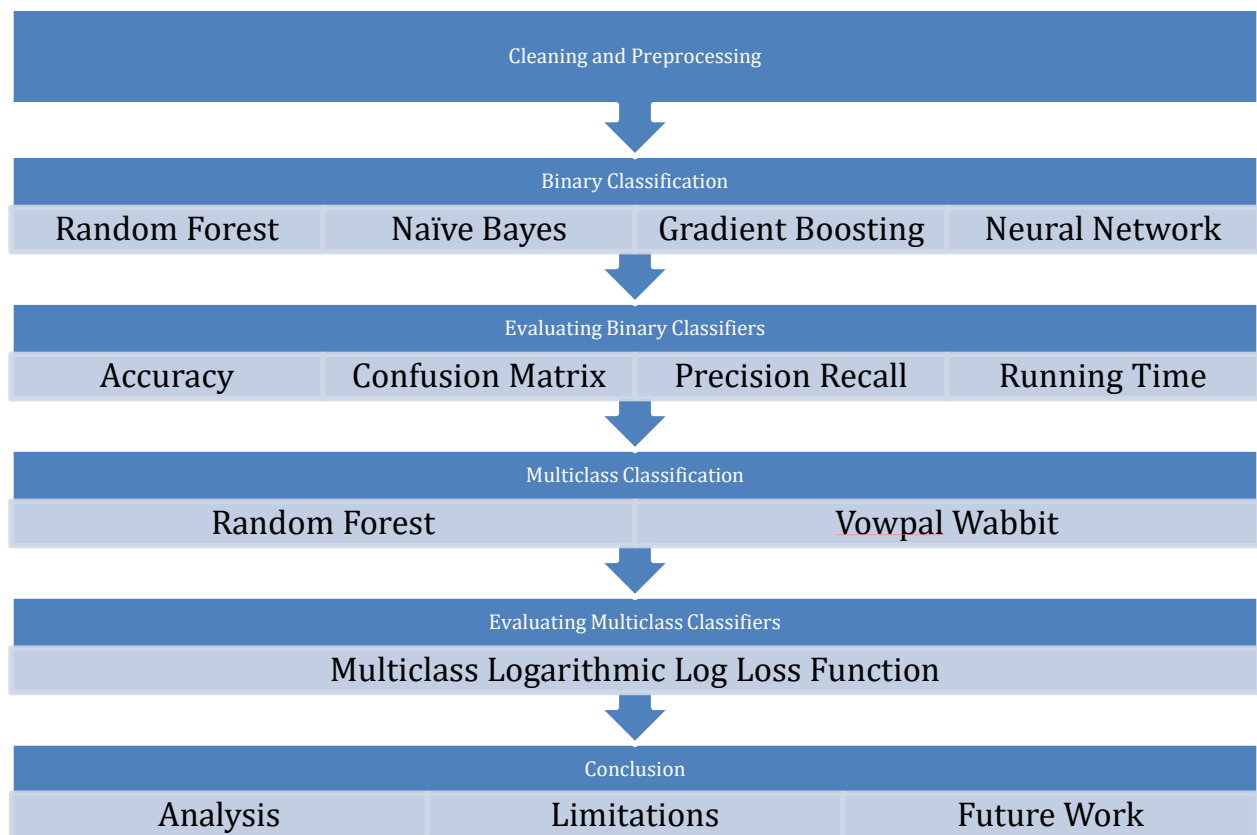 Cleaning and Preprocessing
Binary Classification
Random Forest Naïve Bayes Gradient Boosting Neural Network
Evaluating Binary Classifiers
Accuracy Confusion Matrix Precision Recall Running Time
Multiclass Classification
Random Forest Vowpal Wabbit
Evaluating Multiclass Classifiers
Multiclass Logarithmic Log Loss Function
Conclusion
Analysis Limitations Future Work